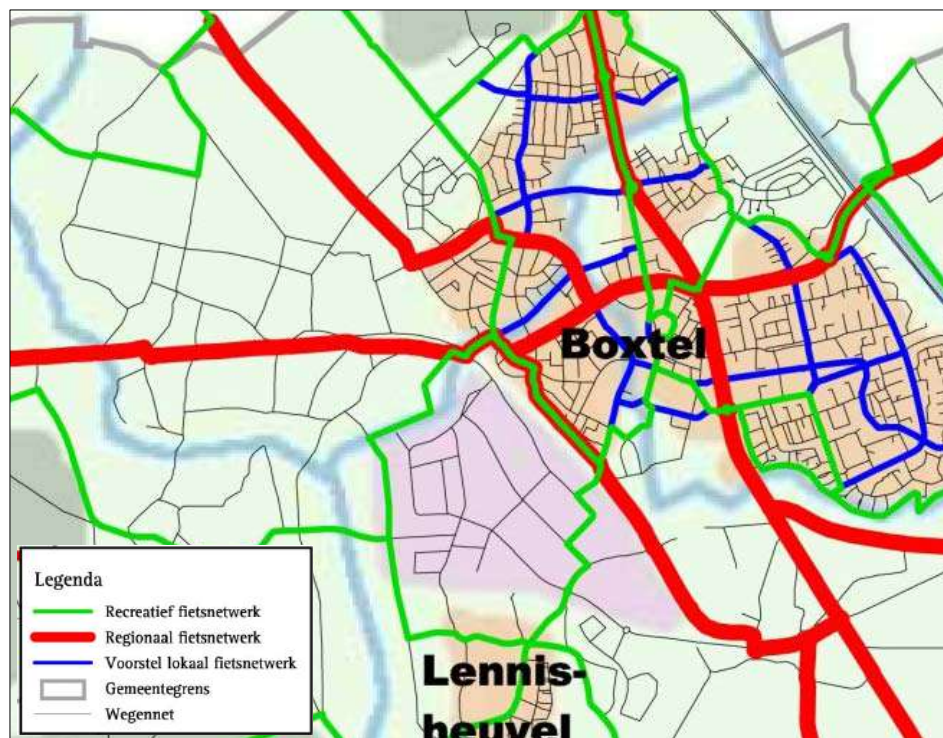 Boxtel
Lennis-
heuvel
Legenda
Recreatief fietsnetwerk
Regionaal fietsnetwerk
Voorstel lokaal fietsnetwerk
Gemeentegrens
Wegennet